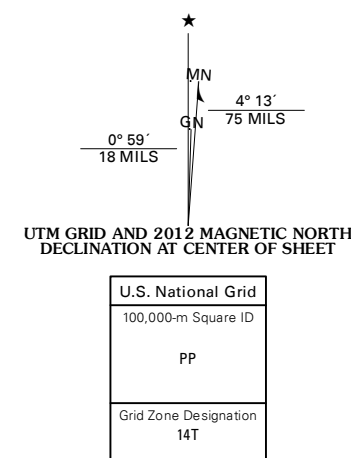 ★
MN
4° 13´
75 MILS
GN
0° 59´
18 MILS
UTM GRID AND 2012 MAGNETIC NORTH
DECLINATION AT CENTER OF SHEET
U.S. National Grid
100,000-m Square ID
PP
Grid Zone Designation
14T